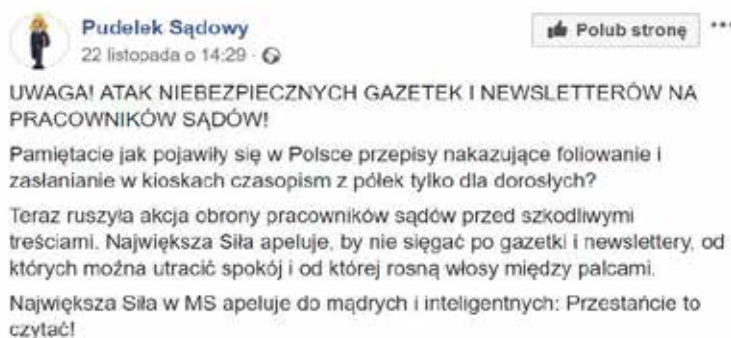 Pudelek Sądowy
Polub stronę
22 listopada o 14:29 ·
UWAGA! ATAK NIEBEZPIECZNYCH GAZETEK I NEWSLETTERÓW NA
PRACOWNIKÓW SĄDÓW!
Pamiętacie jak pojawiły się w Polsce przepisy nakazujące foliowanie i
zasłanianie w kioskach czasopism z półek tylko dla dorosłych?
Teraz ruszyła akcja obrony pracowników sądów przed szkodliwymi
treściami. Największa Siła apeluje, by nie sięgać po gazetki i newslettery, od
których można utracić spokój i od której rosną włosy między palcami.
Największa Siła w MS apeluje do mądrych i inteligentnych: Przestańcie to
czytać!